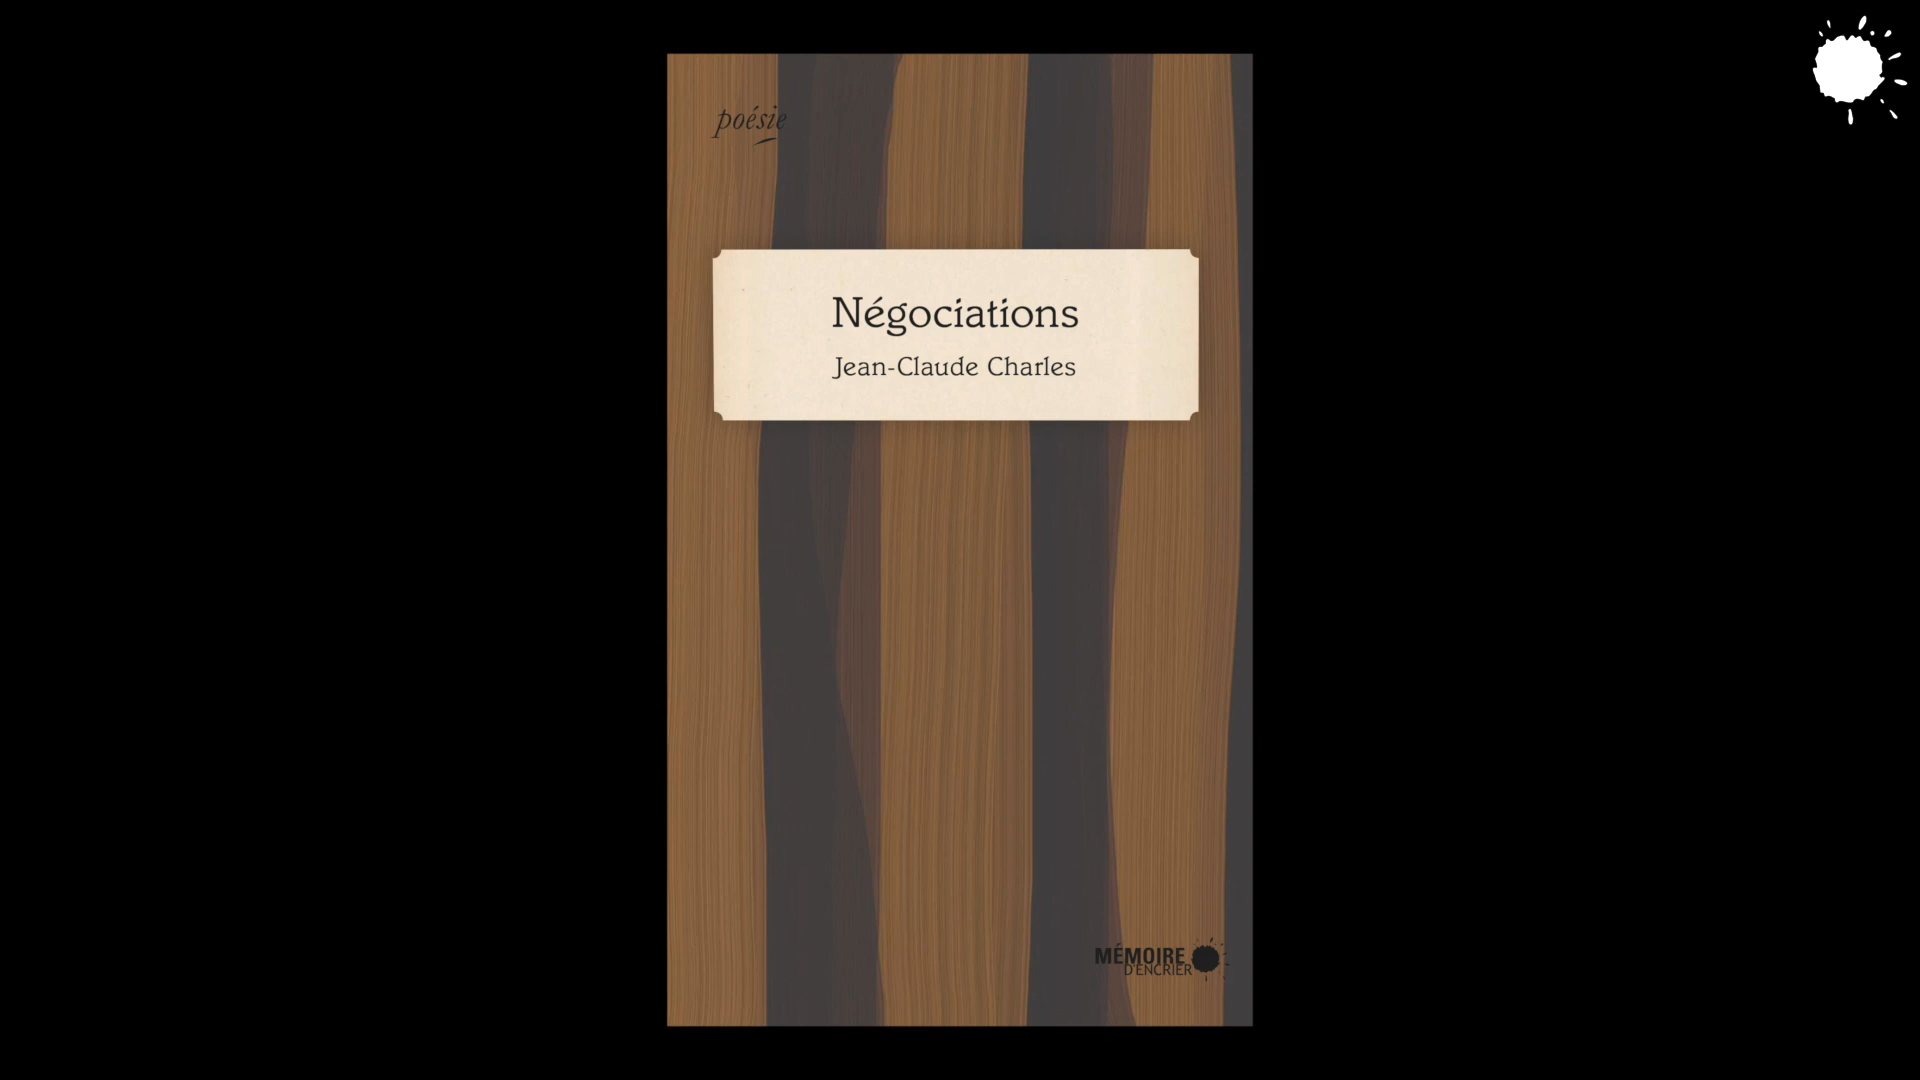 poésie
Négociations
Jean-Claude Charles
MÉMOIRE
D'ENCRIER